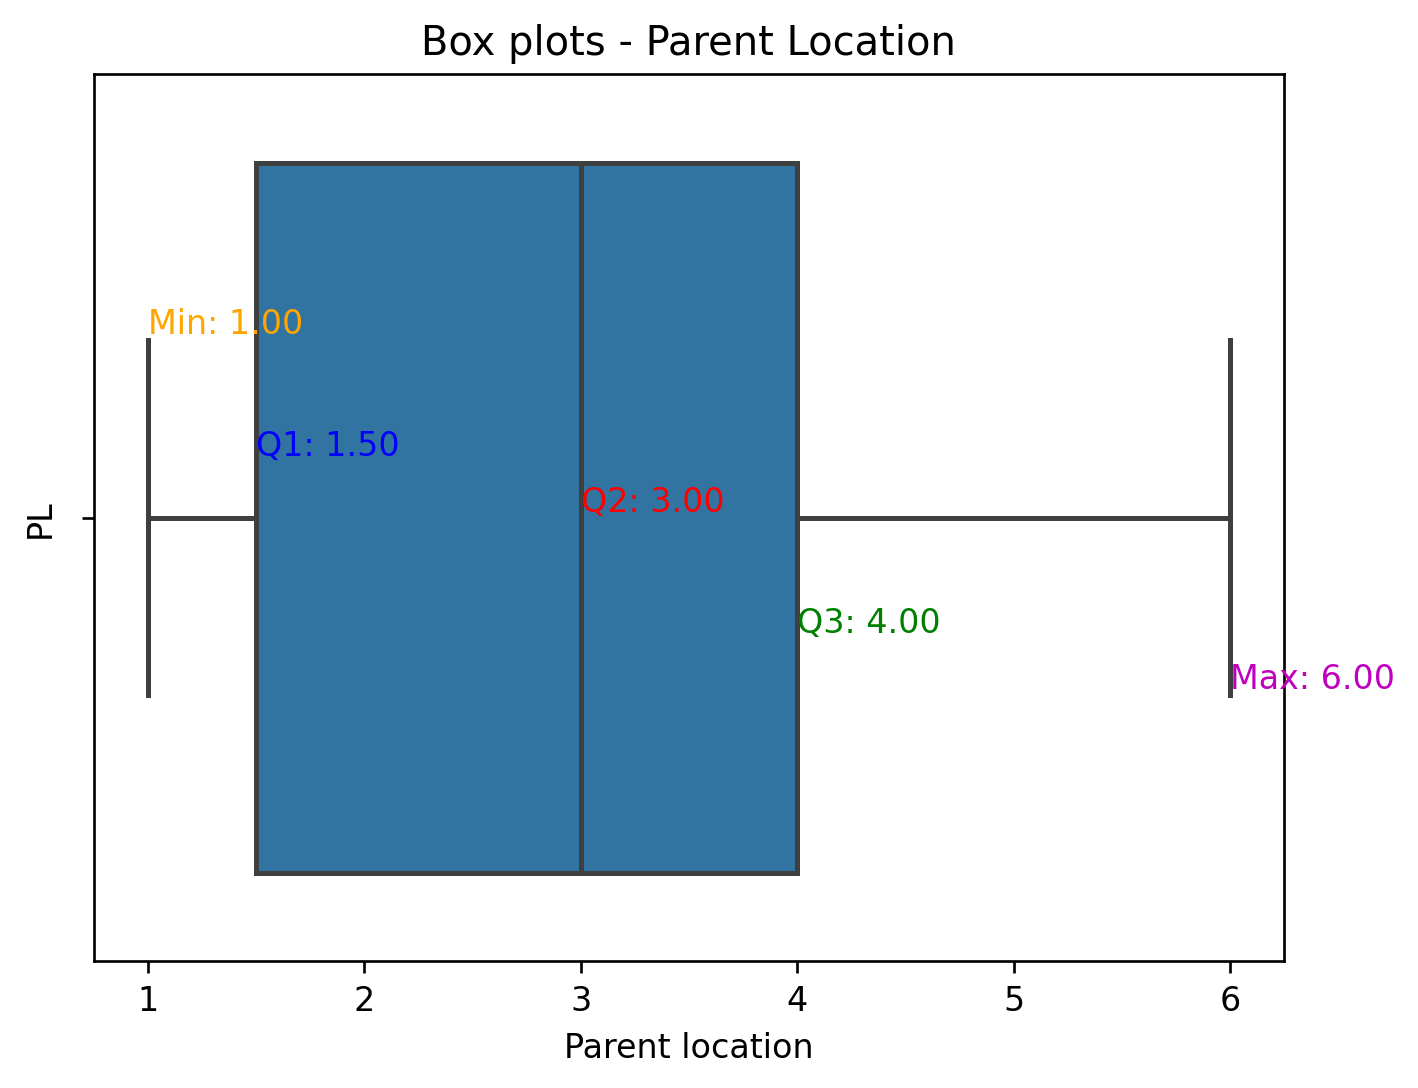 Box plots - Parent Location
Min: 1.00
Q1: 1.50
Q2: 3.00
PL
Q3: 4.00
Max: 6.00
1 2 3 4 5 6
Parent location